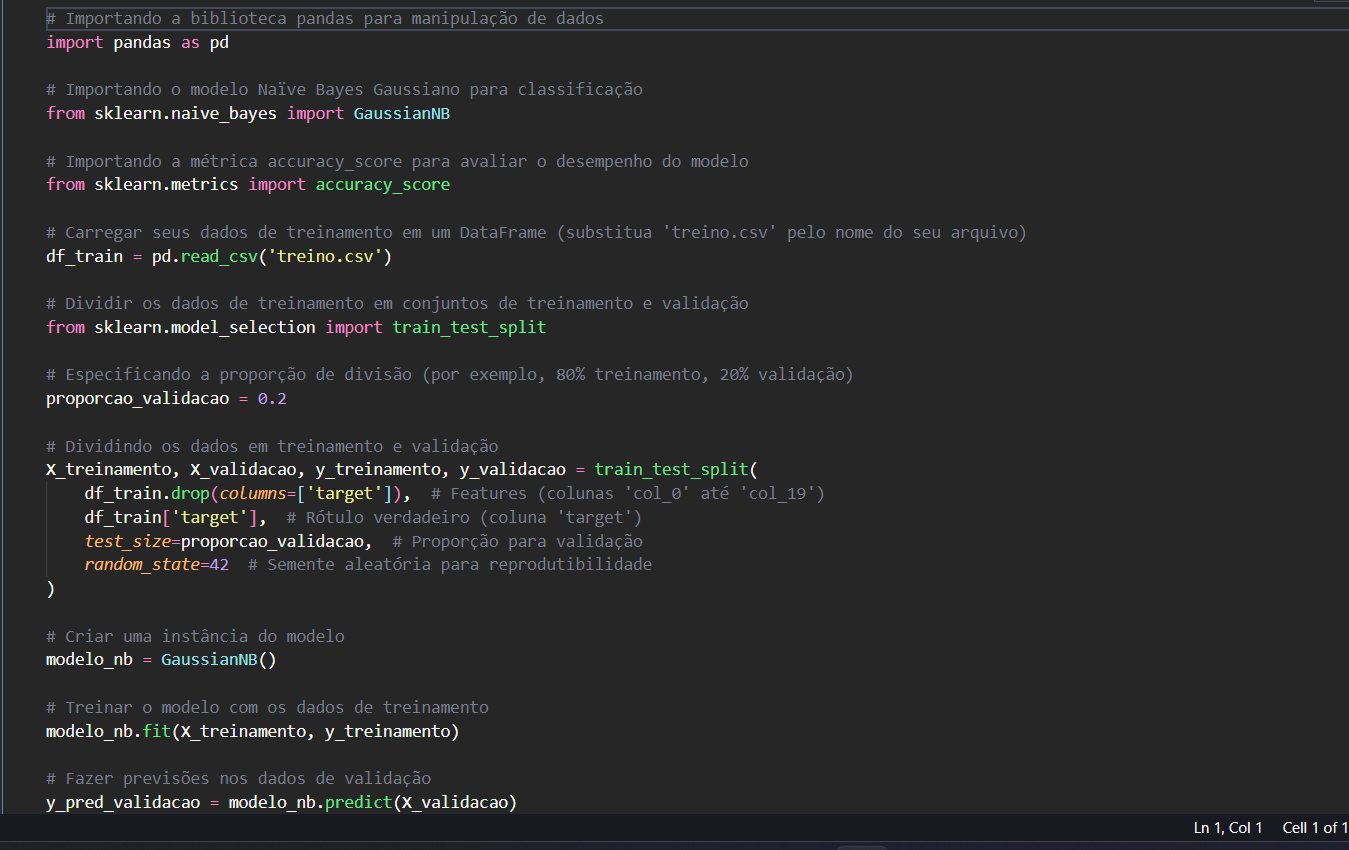 # Importando a biblioteca pandas para manipulação de dados
import pandas as pd
# Importando o modelo Naïve Bayes Gaussiano para classificação
from sklearn.naive_bayes import GaussianNB
# Importando a métrica accuracy_score para avaliar o desempenho do modelo
from sklearn.metrics import accuracy_score
# Carregar seus dados de treinamento em um DataFrame (substitua 'treino.csv' pelo nome do seu arquivo)
df_train = pd.read_csv('treino.csv')
# Dividir os dados de treinamento em conjuntos de treinamento e validação
from sklearn.model_selection import train_test_split
# Especificando a proporção de divisão (por exemplo, 80% treinamento, 20% validação)
proporcao_validacao = 0.2
# Dividindo os dados em treinamento e validação
X_treinamento, X_validacao, y_treinamento, y_validacao = train_test_split(
    df_train.drop(columns=['target']),  # Features (colunas 'col_0' até 'col_19')
    df_train['target'],  # Rótulo verdadeiro (coluna 'target')
    test_size=proporcao_validacao,  # Proporção para validação
    random_state=42  # Semente aleatória para reprodutibilidade
)
# Criar uma instância do modelo
modelo_nb = GaussianNB()
# Treinar o modelo com os dados de treinamento
modelo_nb.fit(X_treinamento, y_treinamento)
# Fazer previsões nos dados de validação
y_pred_validacao = modelo_nb.predict(X_validacao)
Ln 1, Col 1 Cell 1 of 1